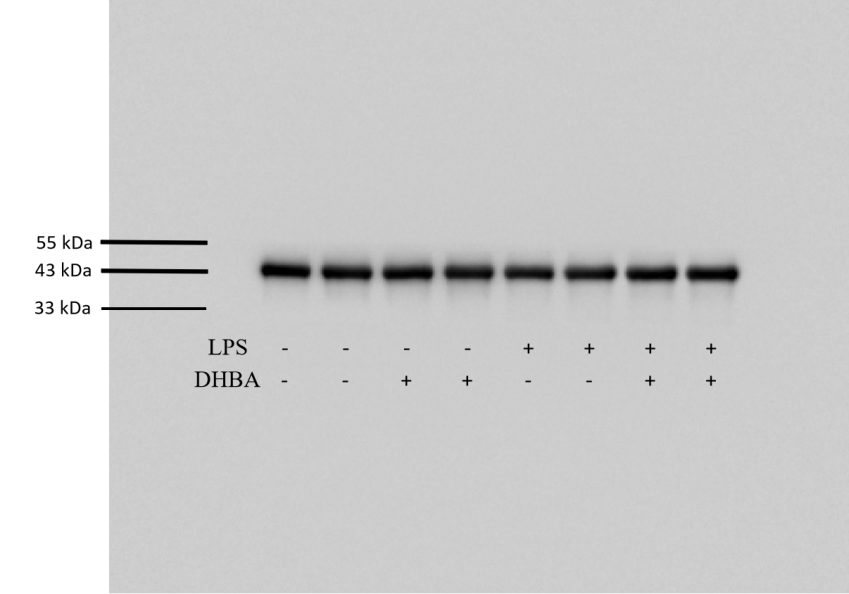 55 kDa
43 kDa
33 kDa
LPS - - - - + + + +
DHBA - - + + - - + +